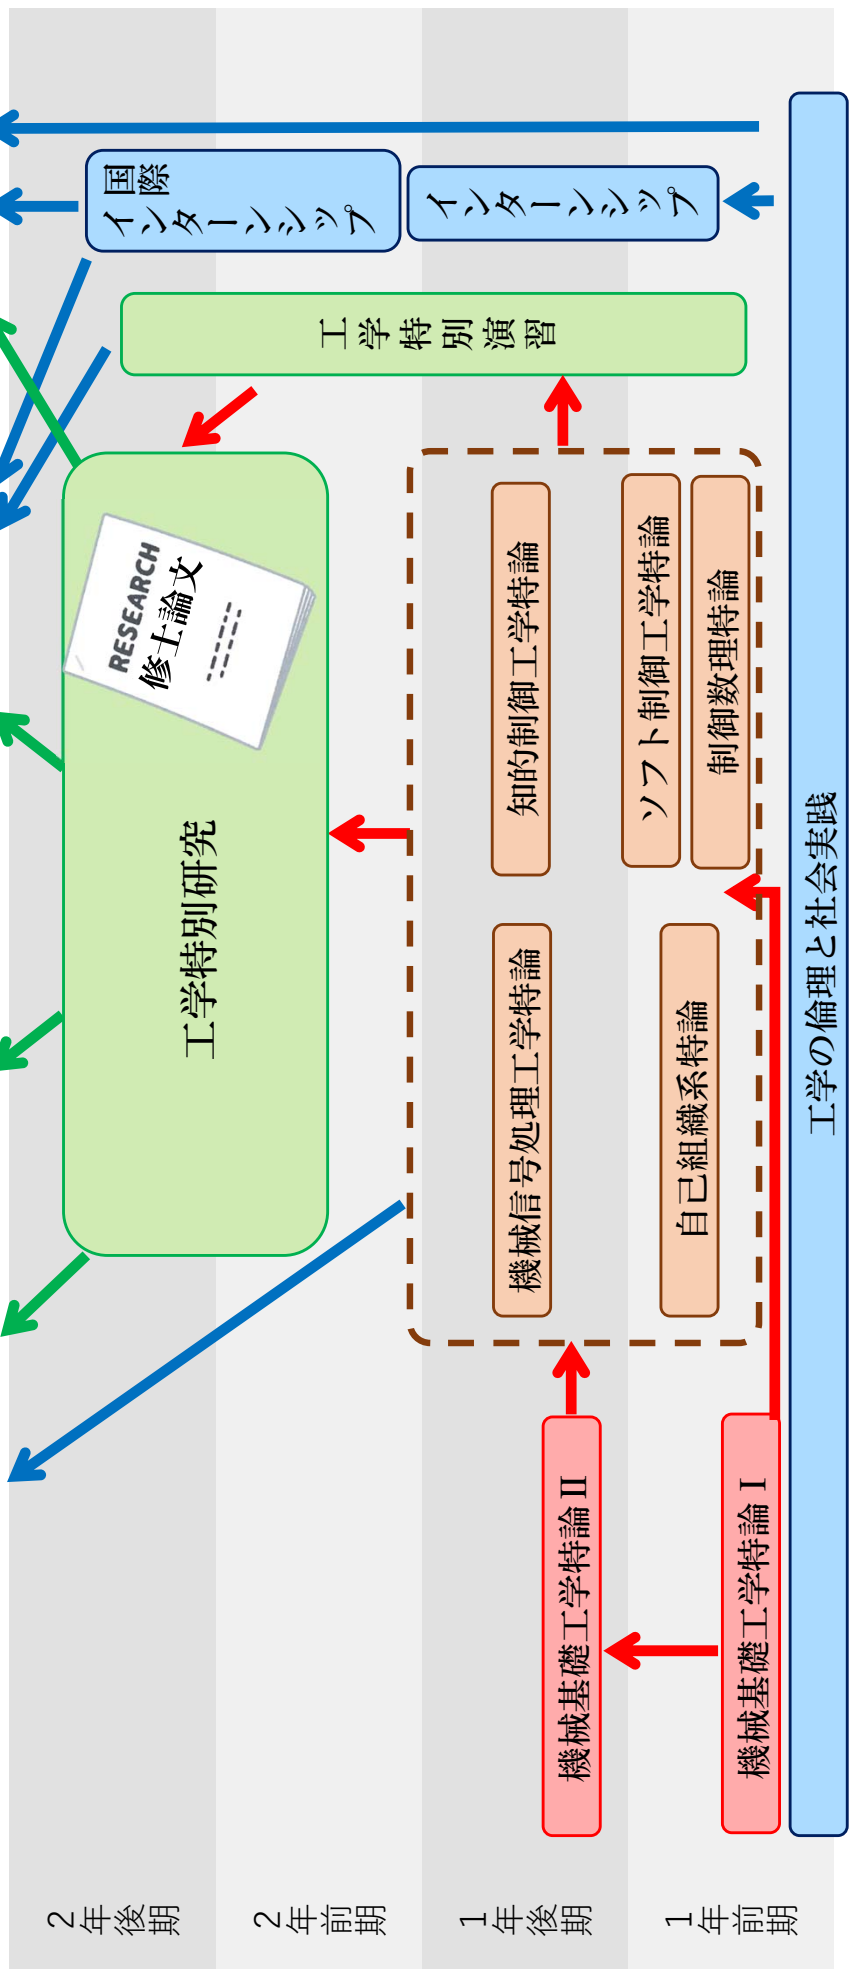 2年後期
2年前期
1年後期
1年前期
国際
インターンシップ
インターンシップ
工学特別演習
RESEARCH
修士論文
工学特別研究
知的制御工学特論
ソフト制御工学特論
制御数理特論
機械信号処理工学特論
自己組織系特論
機械基礎工学特論Ⅱ
機械基礎工学特論Ⅰ
工学の倫理と社会実践